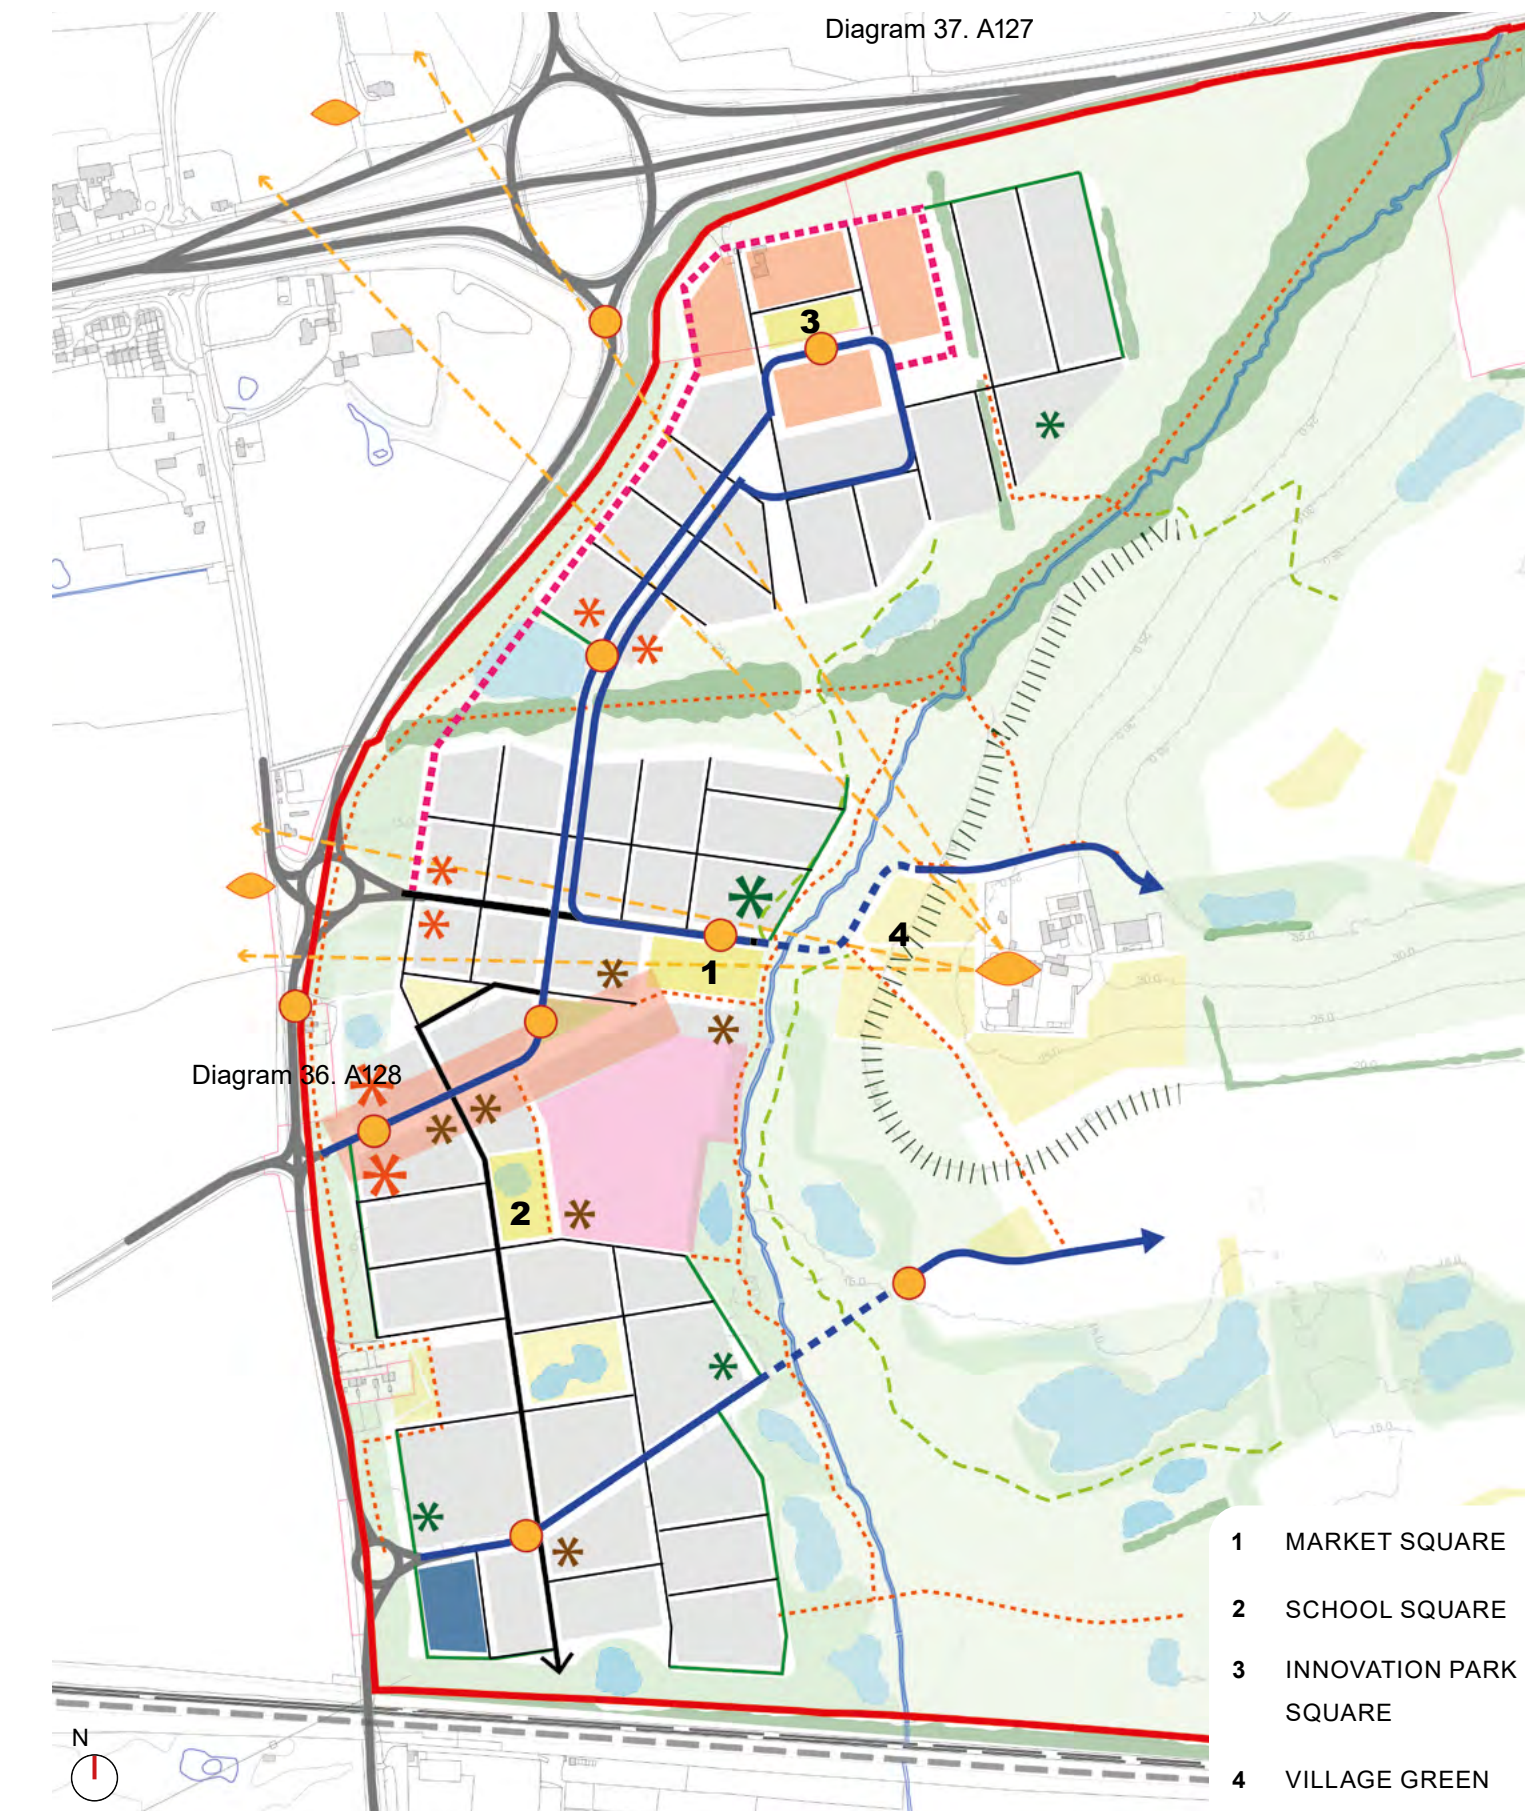 Diagram 37. A127
3
4
1
Diagram 36. A128
2
1 MARKET SQUARE
2 SCHOOL SQUARE
3 INNOVATION PARK
SQUARE
4 VILLAGE GREEN
N